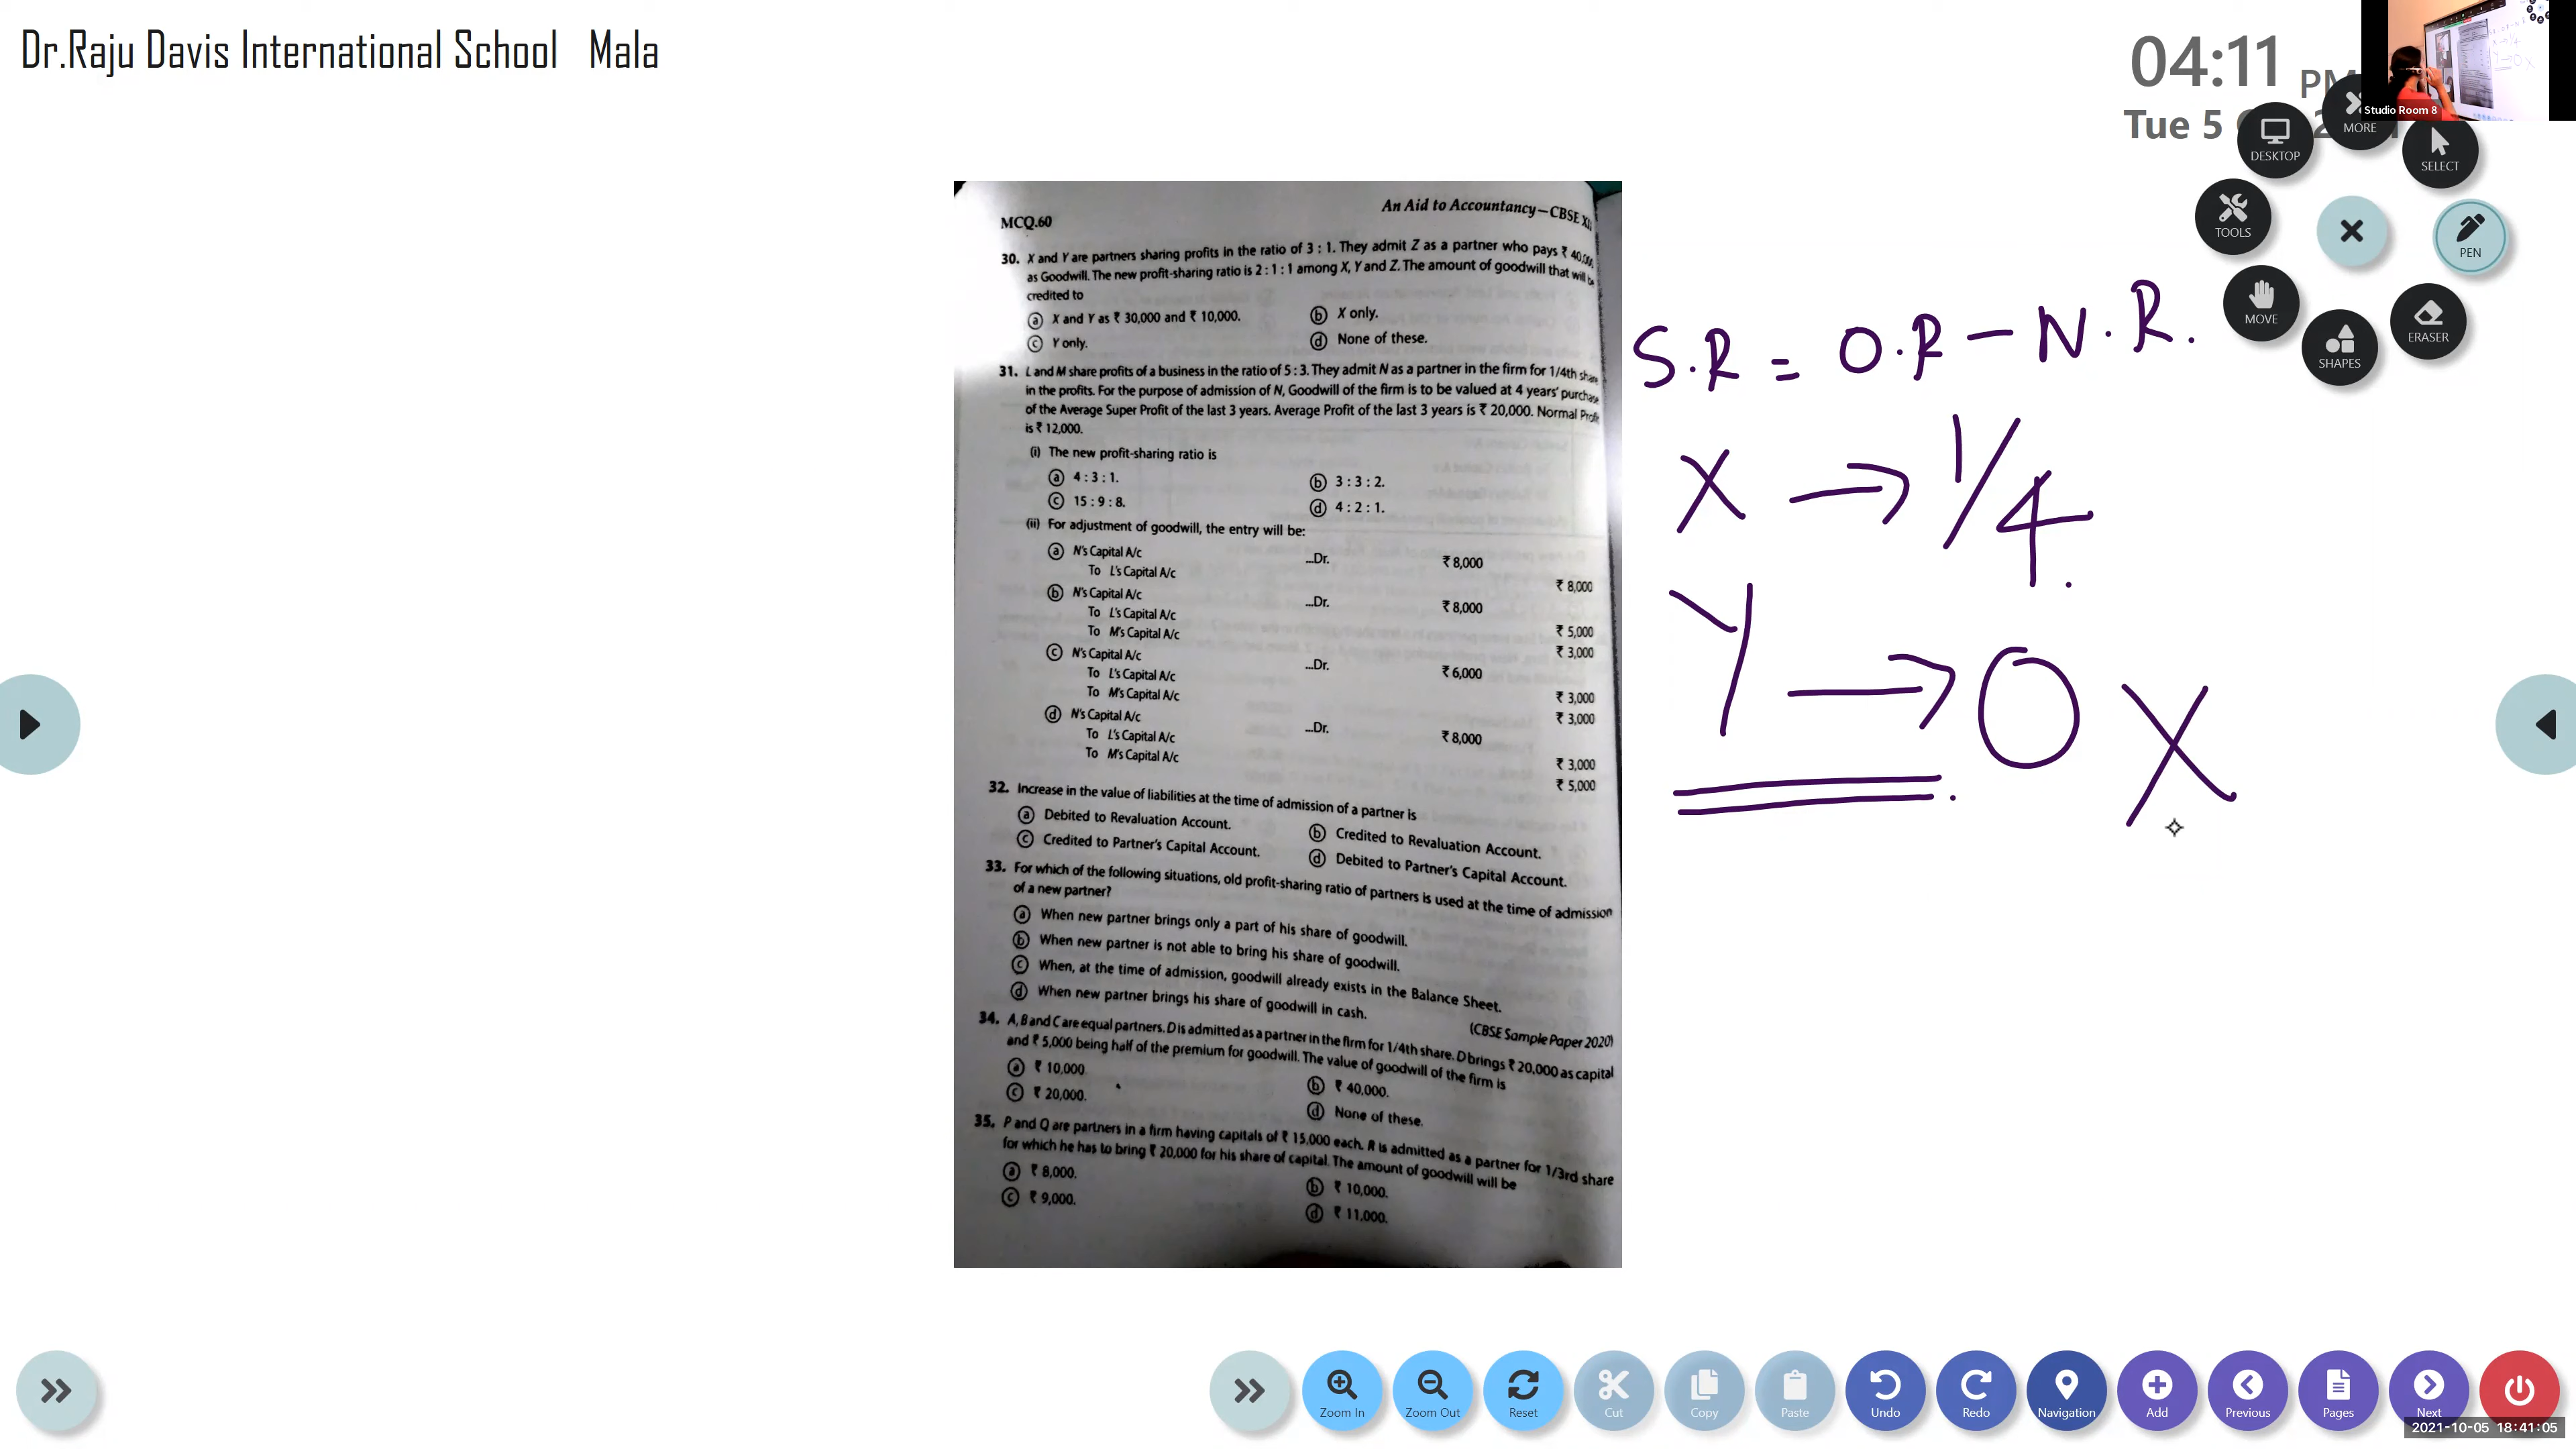 Dr.Raju Davis International School Mala
04:11 PM
Tue 5
Studio Room 8
MORE
DESKTOP
SELECT
TOOLS
PEN
MOVE
ERASER
SHAPES
An Aid to Accountancy—CBSE XI
MCQ.60
30. X and Y are partners sharing profits in the ratio of 3 : 1. They admit Z as a partner who pays ₹ 40,000
as Goodwill. The new profit-sharing ratio is 2 : 1 : 1 among X, Y and Z. The amount of goodwill that will be
credited to
(a) X and Y as ₹ 30,000 and ₹ 10,000.
(b) X only.
(c) Y only.
(d) None of these.
31. L and M share profits of a business in the ratio of 5 : 3. They admit N as a partner in the firm for 1/4th share
in the profits. For the purpose of admission of N, Goodwill of the firm is to be valued at 4 years' purchase
of the Average Super Profit of the last 3 years. Average Profit of the last 3 years is ₹ 20,000. Normal Profit
is ₹ 12,000.
(i) The new profit-sharing ratio is
(a) 4 : 3 : 1.
(b) 3 : 3 : 2.
(c) 15 : 9 : 8.
(d) 4 : 2 : 1.
(ii) For adjustment of goodwill, the entry will be:
(a) N's Capital A/c ...Dr. ₹ 8,000
To L's Capital A/c ₹ 8,000
(b) N's Capital A/c ...Dr. ₹ 8,000
To L's Capital A/c ₹ 5,000
To M's Capital A/c ₹ 3,000
(c) N's Capital A/c ...Dr. ₹ 6,000
To L's Capital A/c ₹ 3,000
To M's Capital A/c ₹ 3,000
(d) N's Capital A/c ...Dr. ₹ 8,000
To L's Capital A/c ₹ 3,000
To M's Capital A/c ₹ 5,000
32. Increase in the value of liabilities at the time of admission of a partner is
(a) Debited to Revaluation Account.
(b) Credited to Revaluation Account.
(c) Credited to Partner's Capital Account.
(d) Debited to Partner's Capital Account.
33. For which of the following situations, old profit-sharing ratio of partners is used at the time of admission
of a new partner?
(a) When new partner brings only a part of his share of goodwill.
(b) When new partner is not able to bring his share of goodwill.
(c) When, at the time of admission, goodwill already exists in the Balance Sheet.
(d) When new partner brings his share of goodwill in cash.
(CBSE Sample Paper 2020)
34. A, B and C are equal partners. D is admitted as a partner in the firm for 1/4th share. D brings ₹ 20,000 as capital
and ₹ 5,000 being half of the premium for goodwill. The value of goodwill of the firm is
(a) ₹ 10,000
(b) ₹ 40,000.
(c) ₹ 20,000.
(d) None of these.
35. P and Q are partners in a firm having capitals of ₹ 15,000 each. R is admitted as a partner for 1/3rd share
for which he has to bring ₹ 20,000 for his share of capital. The amount of goodwill will be
(a) ₹ 8,000.
(b) ₹ 10,000.
(c) ₹ 9,000.
(d) ₹ 11,000.
S.R = O.R – N.R.
X → 1/4.
Y → 0 X
Zoom In
Zoom Out
Reset
Cut
Copy
Paste
Undo
Redo
Navigation
Add
Previous
Pages
Next
2021-10-05 18:41:05